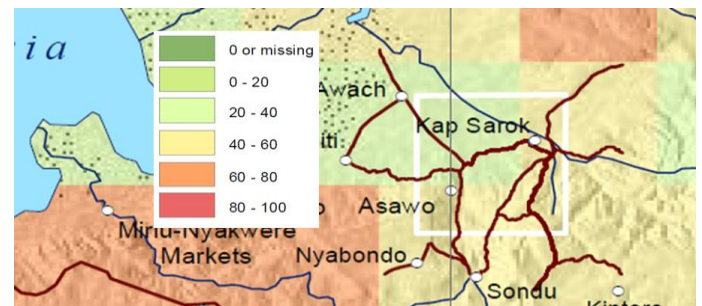 ia
0 or missing
0 - 20
20 - 40
40 - 60
60 - 80
80 - 100
Awach
Kap Sarok
iti
Asawo
Miriu-Nyakwere
Markets
Nyabondo
Sondu